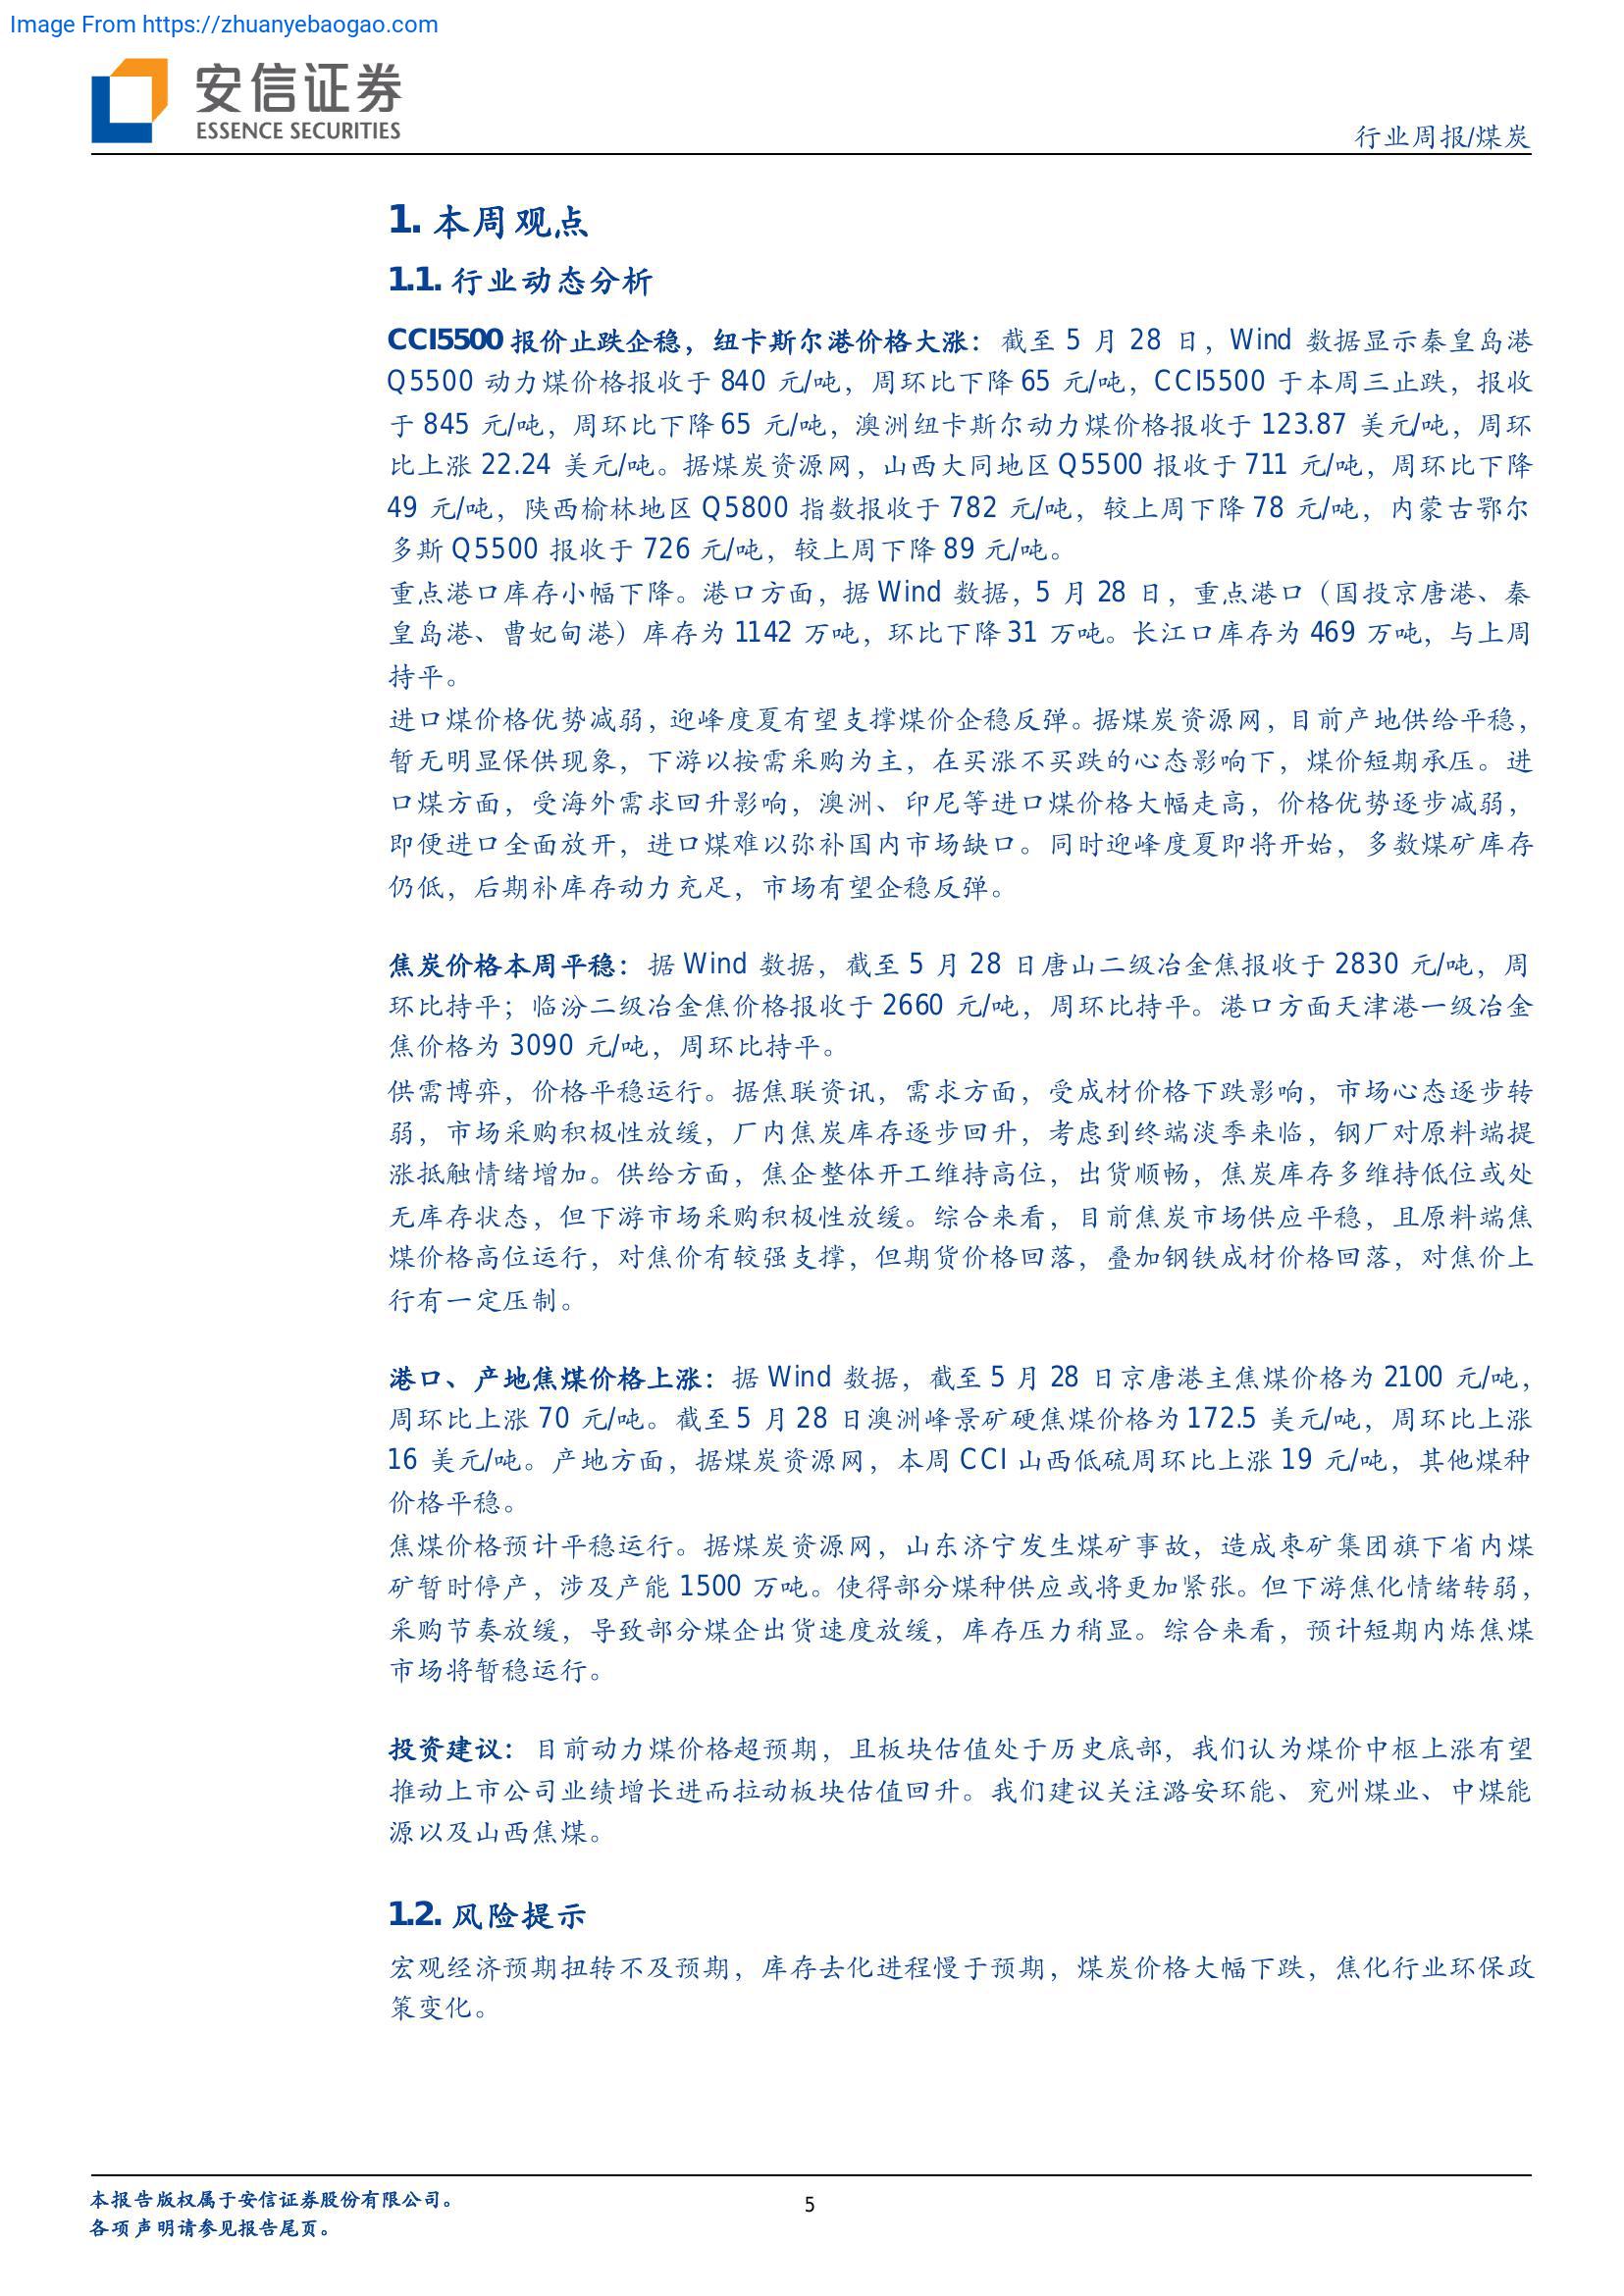 Image From https://zhuanyebaogao.com
安信证券
ESSENCE SECURITIES
行业周报/煤炭
1. 本周观点
1.1. 行业动态分析
CCI5500 报价止跌企稳，纽卡斯尔港价格大涨：截至 5 月 28 日，Wind 数据显示秦皇岛港
Q5500 动力煤价格报收于 840 元/吨，周环比下降 65 元/吨，CCI5500 于本周三止跌，报收
于 845 元/吨，周环比下降 65 元/吨，澳洲纽卡斯尔动力煤价格报收于 123.87 美元/吨，周环
比上涨 22.24 美元/吨。据煤炭资源网，山西大同地区 Q5500 报收于 711 元/吨，周环比下降
49 元/吨，陕西榆林地区 Q5800 指数报收于 782 元/吨，较上周下降 78 元/吨，内蒙古鄂尔
多斯 Q5500 报收于 726 元/吨，较上周下降 89 元/吨。
重点港口库存小幅下降。港口方面，据 Wind 数据，5 月 28 日，重点港口（国投京唐港、秦
皇岛港、曹妃甸港）库存为 1142 万吨，环比下降 31 万吨。长江口库存为 469 万吨，与上周
持平。
进口煤价格优势减弱，迎峰度夏有望支撑煤价企稳反弹。据煤炭资源网，目前产地供给平稳，
暂无明显保供现象，下游以按需采购为主，在买涨不买跌的心态影响下，煤价短期承压。进
口煤方面，受海外需求回升影响，澳洲、印尼等进口煤价格大幅走高，价格优势逐步减弱，
即便进口全面放开，进口煤难以弥补国内市场缺口。同时迎峰度夏即将开始，多数煤矿库存
仍低，后期补库存动力充足，市场有望企稳反弹。
焦炭价格本周平稳：据 Wind 数据，截至 5 月 28 日唐山二级冶金焦报收于 2830 元/吨，周
环比持平；临汾二级冶金焦价格报收于 2660 元/吨，周环比持平。港口方面天津港一级冶金
焦价格为 3090 元/吨，周环比持平。
供需博弈，价格平稳运行。据焦联资讯，需求方面，受成材价格下跌影响，市场心态逐步转
弱，市场采购积极性放缓，厂内焦炭库存逐步回升，考虑到终端淡季来临，钢厂对原料端提
涨抵触情绪增加。供给方面，焦企整体开工维持高位，出货顺畅，焦炭库存多维持低位或处
无库存状态，但下游市场采购积极性放缓。综合来看，目前焦炭市场供应平稳，且原料端焦
煤价格高位运行，对焦价有较强支撑，但期货价格回落，叠加钢铁成材价格回落，对焦价上
行有一定压制。
港口、产地焦煤价格上涨：据 Wind 数据，截至 5 月 28 日京唐港主焦煤价格为 2100 元/吨，
周环比上涨 70 元/吨。截至 5 月 28 日澳洲峰景矿硬焦煤价格为 172.5 美元/吨，周环比上涨
16 美元/吨。产地方面，据煤炭资源网，本周 CCI 山西低硫周环比上涨 19 元/吨，其他煤种
价格平稳。
焦煤价格预计平稳运行。据煤炭资源网，山东济宁发生煤矿事故，造成枣矿集团旗下省内煤
矿暂时停产，涉及产能 1500 万吨。使得部分煤种供应或将更加紧张。但下游焦化情绪转弱，
采购节奏放缓，导致部分煤企出货速度放缓，库存压力稍显。综合来看，预计短期内炼焦煤
市场将暂稳运行。
投资建议：目前动力煤价格超预期，且板块估值处于历史底部，我们认为煤价中枢上涨有望
推动上市公司业绩增长进而拉动板块估值回升。我们建议关注潞安环能、兖州煤业、中煤能
源以及山西焦煤。
1.2. 风险提示
宏观经济预期扭转不及预期，库存去化进程慢于预期，煤炭价格大幅下跌，焦化行业环保政
策变化。
本报告版权属于安信证券股份有限公司。
5
各项声明请参见报告尾页。